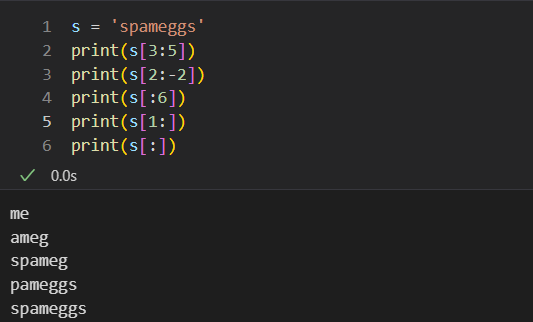 1 s = 'spameggs'
2 print(s[3:5])
3 print(s[2:-2])
4 print(s[:6])
5 print(s[1:])
6 print(s[:])
0.0s
me
ameg
spameg
pameggs
spameggs